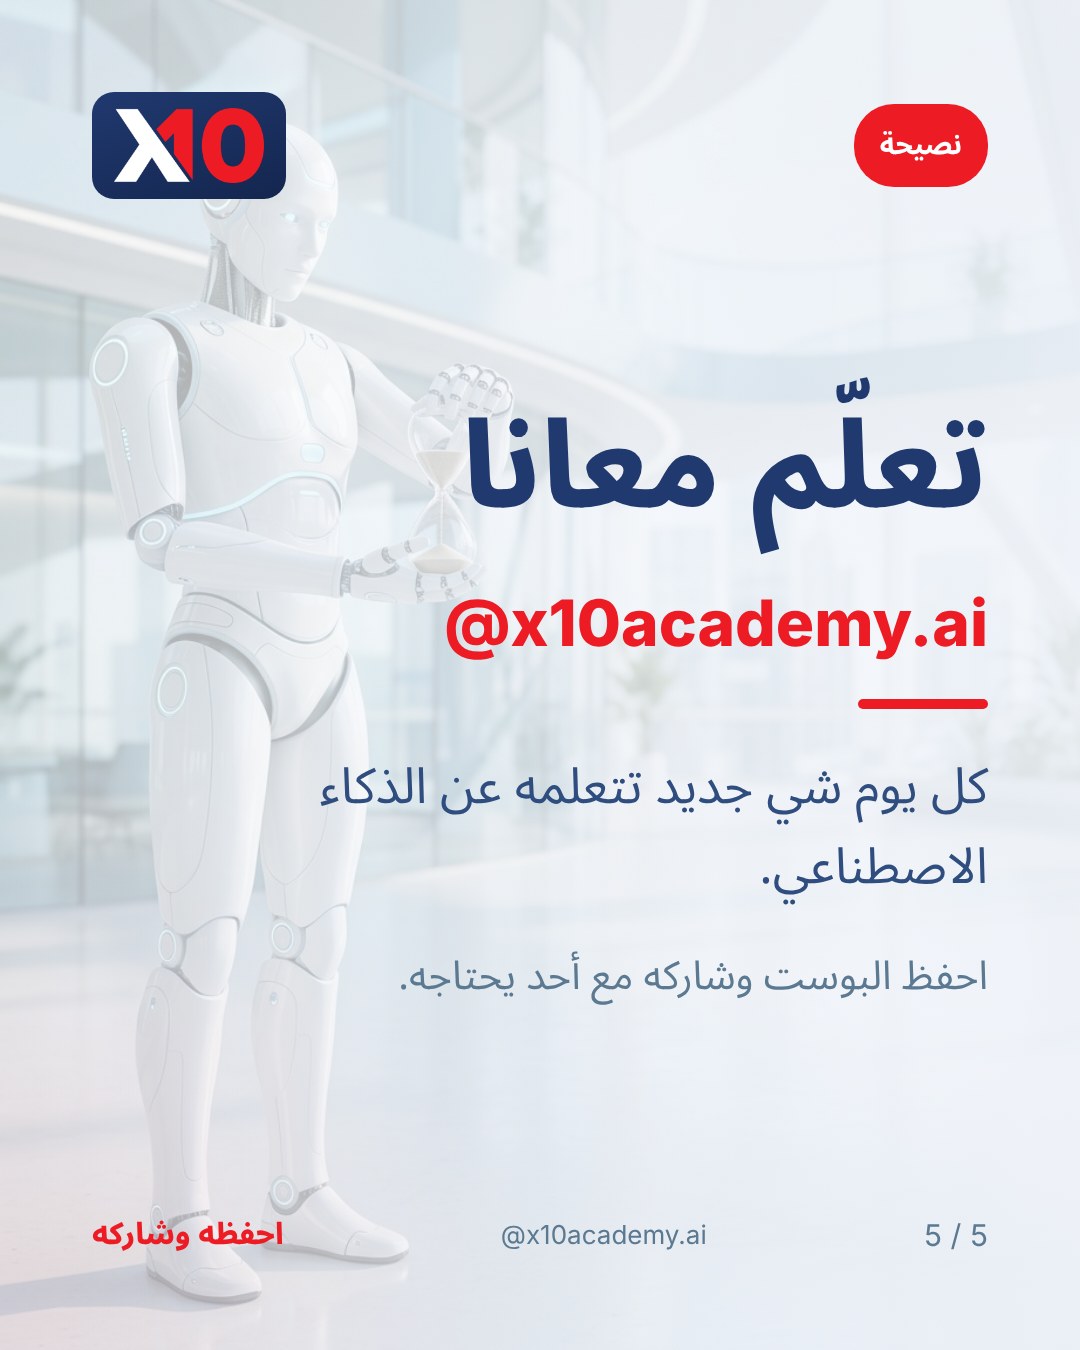 X10
نصيحة
تعلّم معانا
@x10academy.ai
كل يوم شي جديد تتعلمه عن الذكاء
الاصطناعي.
احفظ البوست وشاركه مع أحد يحتاجه.
احفظه وشاركه
@x10academy.ai
5 / 5